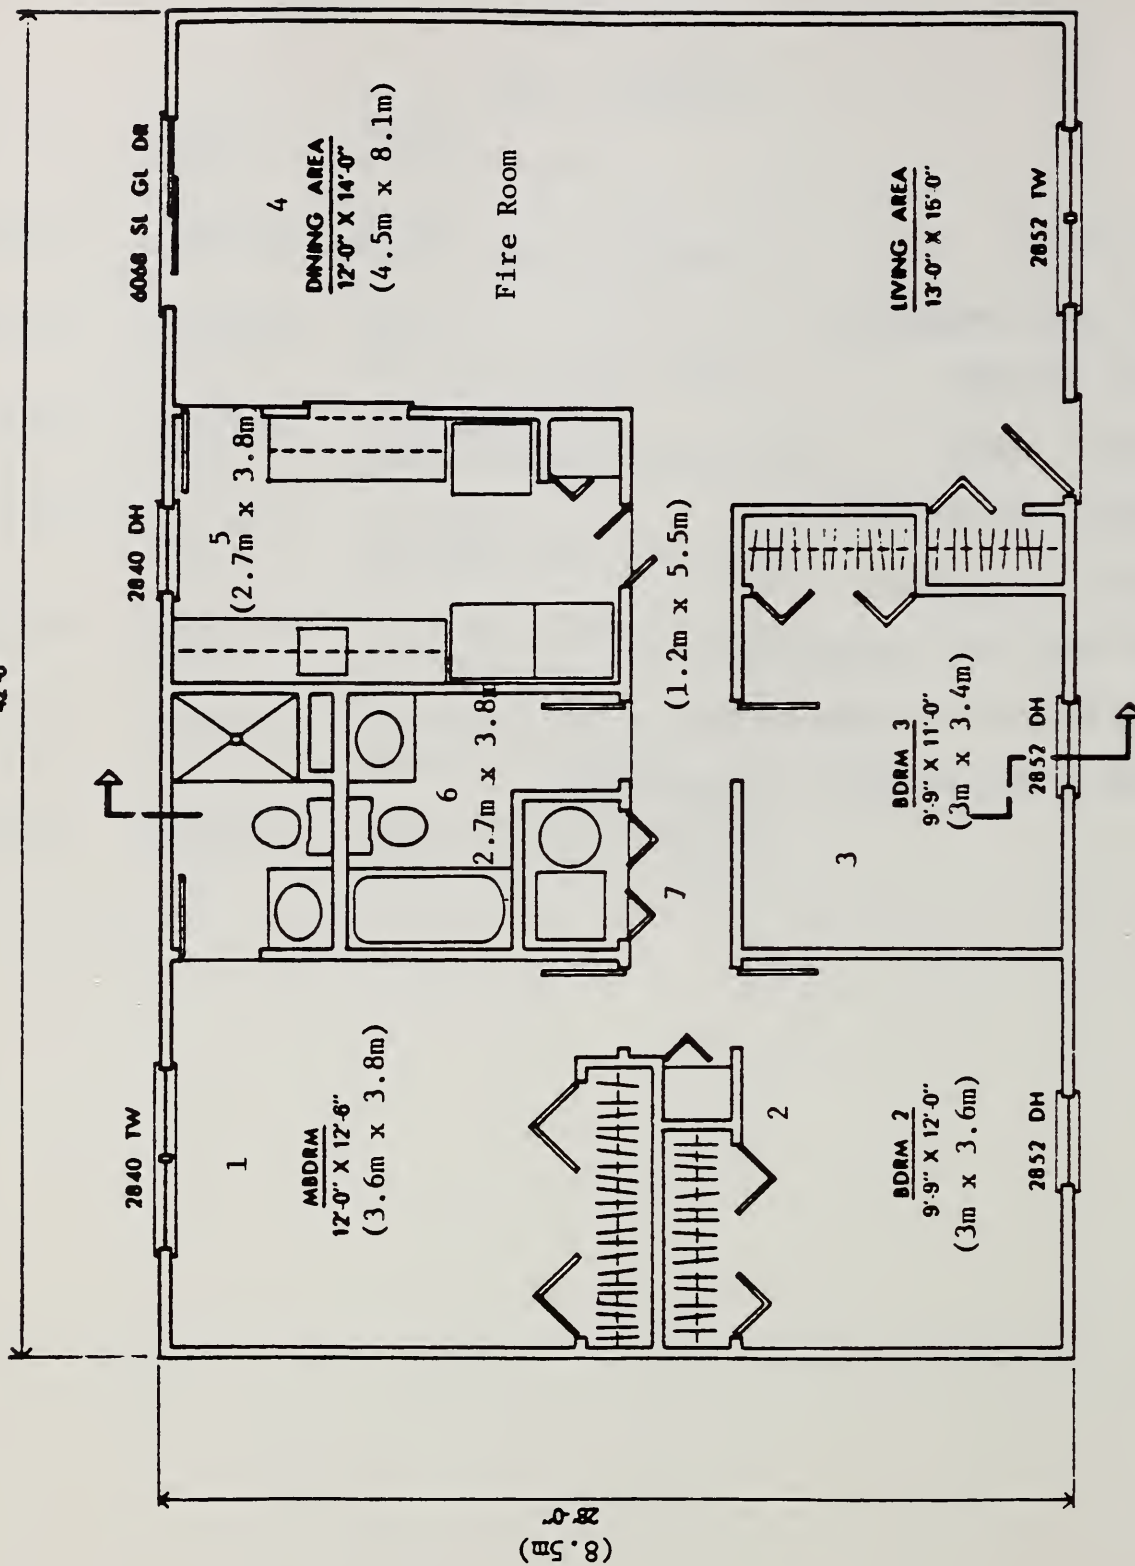 42'-0"
6068 SL GL DR
2840 DH
2840 TW
4
DINING AREA
12'-0" X 14'-0"
(4.5m x 8.1m)
Fire Room
LIVING AREA
13'-0" X 15'-0"
2852 TW
5
(2.7m x 3.8m)
(1.2m x 5.5m)
6
2.7m x 3.8m
7
BDRM 3
9'-9" X 11'-0"
(3m x 3.4m)
3
2852 DH
1
MBDRM
12'-0" X 12'-6"
(3.6m x 3.8m)
2
BDRM 2
9'-9" X 12'-0"
(3m x 3.6m)
2852 DH
28'-0"
(8.5m)